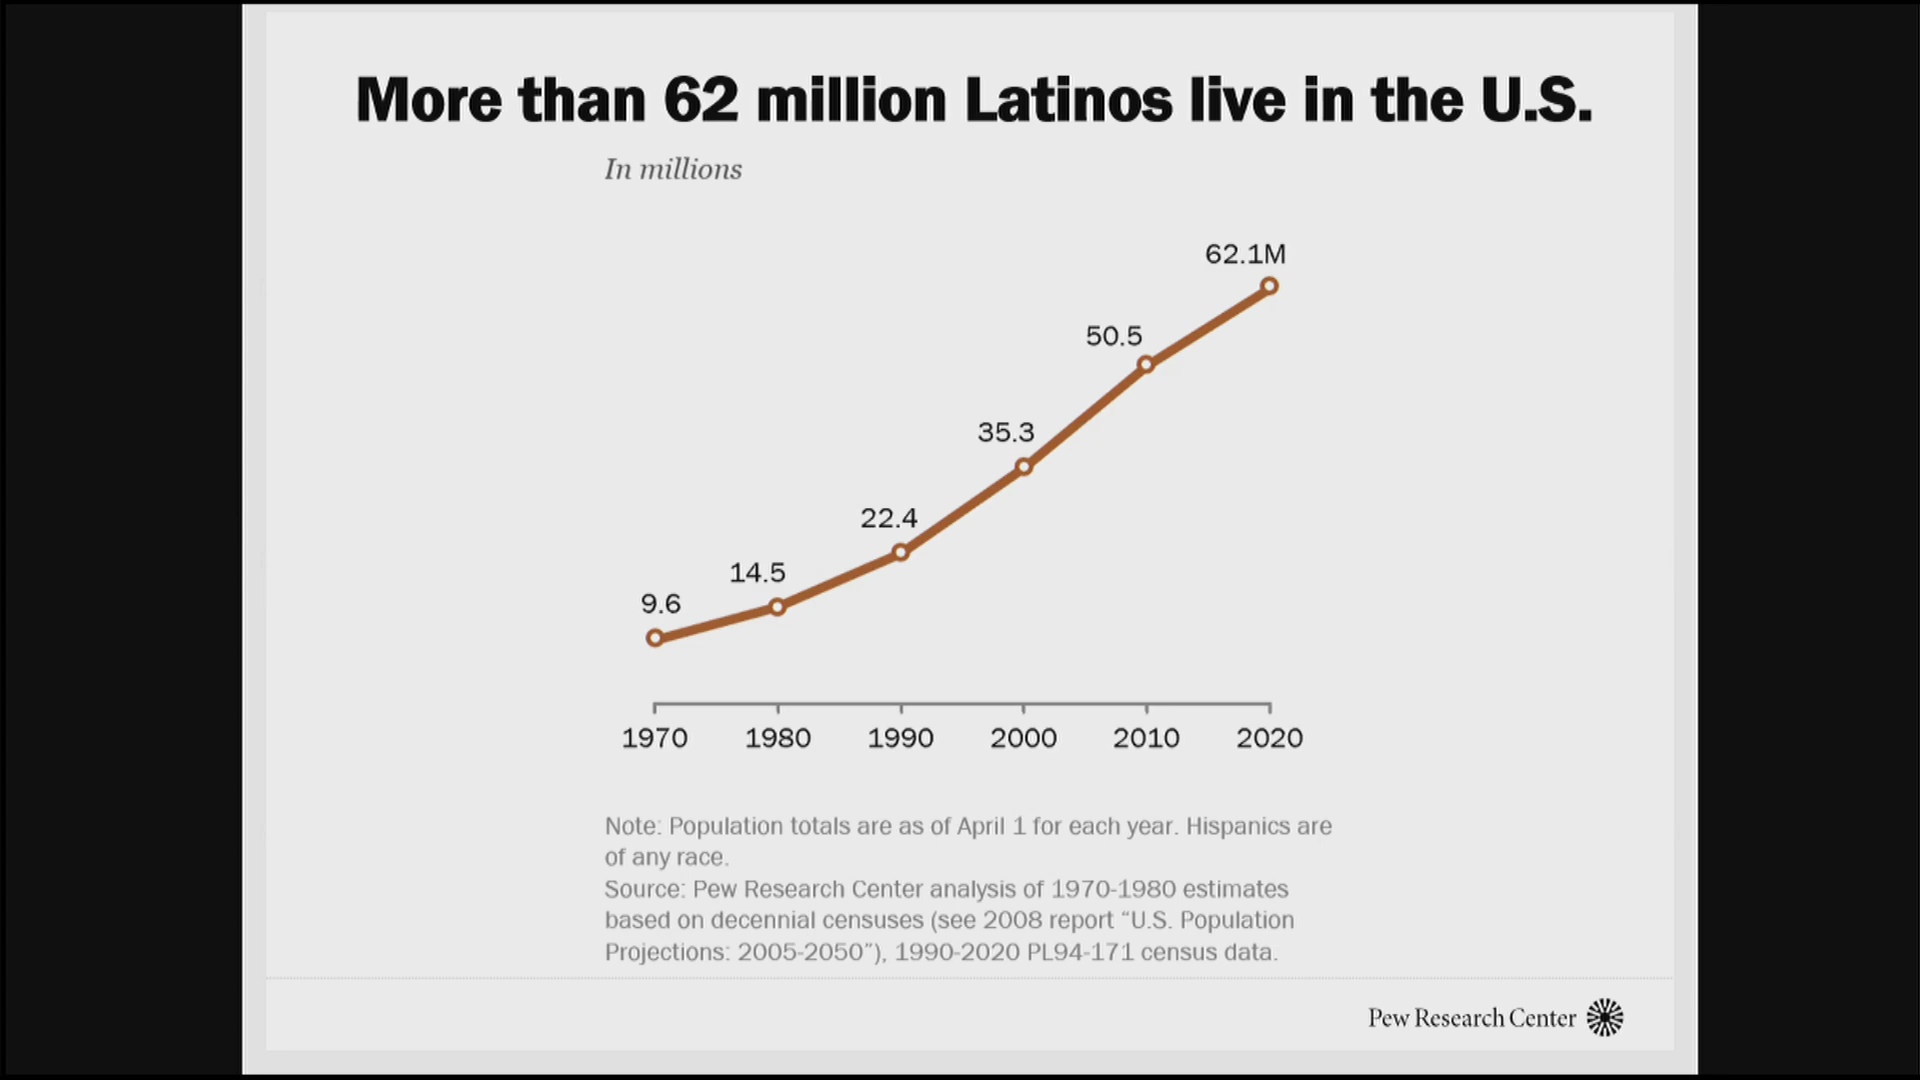 More than 62 million Latinos live in the U.S.
In millions
62.1M
50.5
35.3
22.4
14.5
9.6
1970 1980 1990 2000 2010 2020
Note: Population totals are as of April 1 for each year. Hispanics are
of any race.
Source: Pew Research Center analysis of 1970-1980 estimates
based on decennial censuses (see 2008 report “U.S. Population
Projections: 2005-2050”), 1990-2020 PL94-171 census data.
Pew Research Center